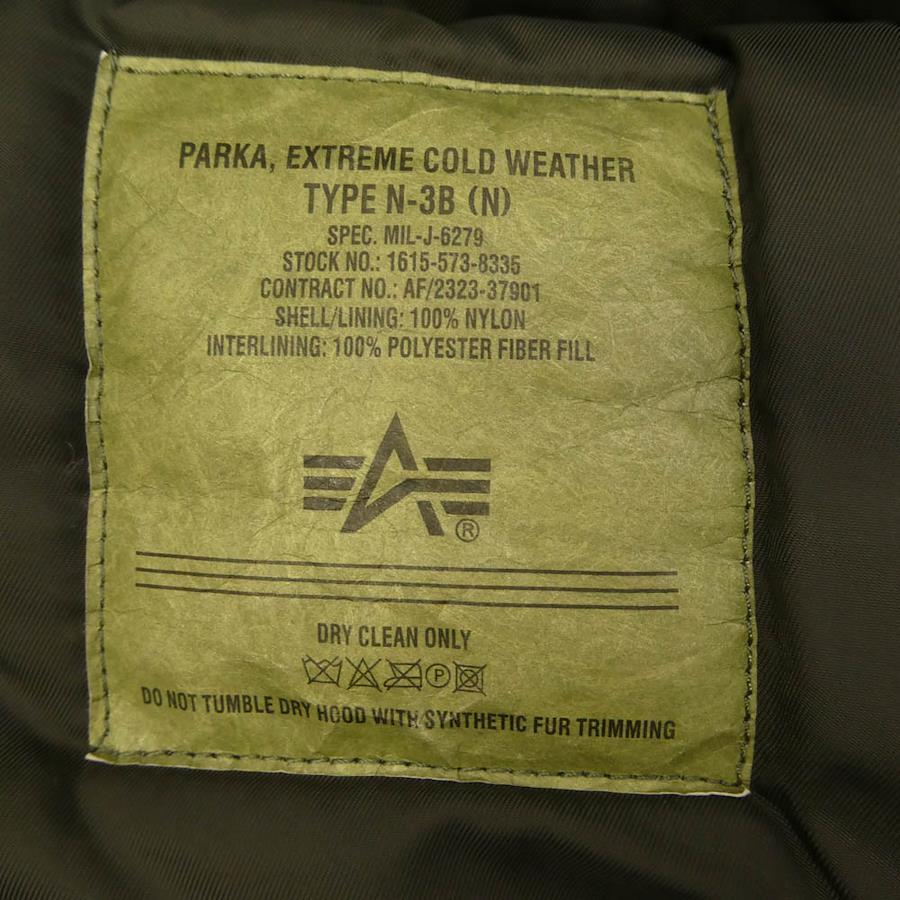 PARKA, EXTREME COLD WEATHER
TYPE N-3B (N)
SPEC. MIL-J-6279
STOCK NO.: 1615-573-8335
CONTRACT NO.: AF/2323-37901
SHELL/LINING: 100% NYLON
INTERLINING: 100% POLYESTER FIBER FILL
®
DRY CLEAN ONLY
P
DO NOT TUMBLE DRY HOOD WITH SYNTHETIC FUR TRIMMING